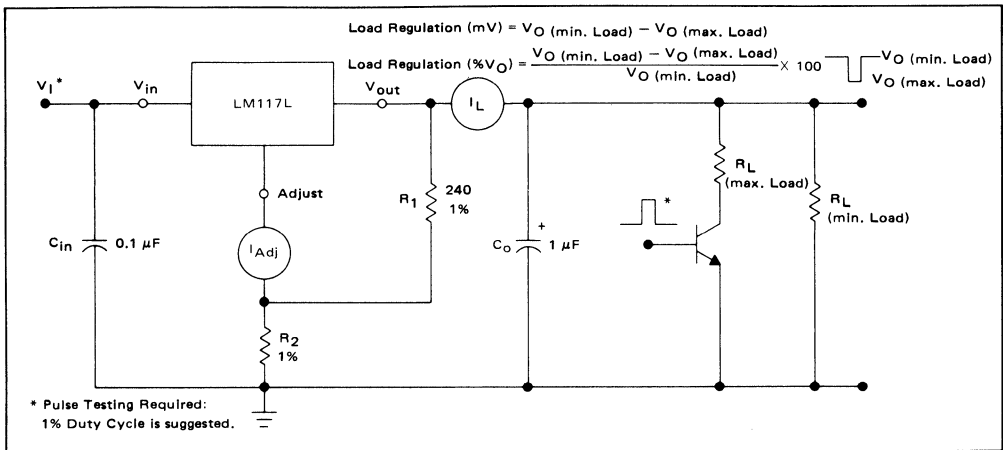 Load Regulation (mV) = VO (min. Load) − VO (max. Load)
Load Regulation (%VO) = VO (min. Load) − VO (max. Load) / VO (min. Load) X 100
VO (min. Load)
VO (max. Load)
VI*
Vin
LM117L
Vout
IL
Adjust
R1
240
1%
RL
(max. Load)
RL
(min. Load)
*
Cin
0.1 µF
IAdj
+
Co
1 µF
R2
1%
* Pulse Testing Required:
1% Duty Cycle is suggested.